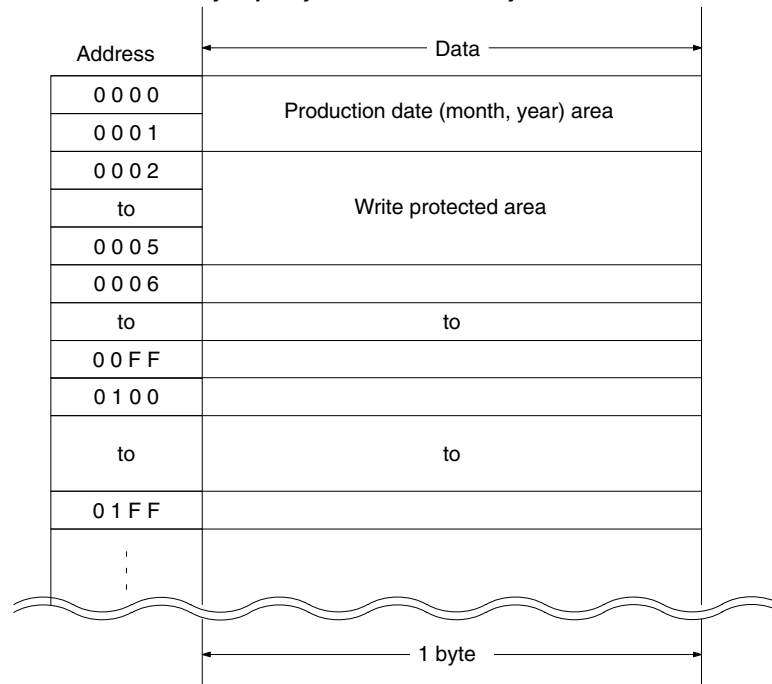 Address Data
0 0 0 0
Production date (month, year) area
0 0 0 1
0 0 0 2
to Write protected area
0 0 0 5
0 0 0 6
to to
0 0 F F
0 1 0 0
to to
0 1 F F
1 byte